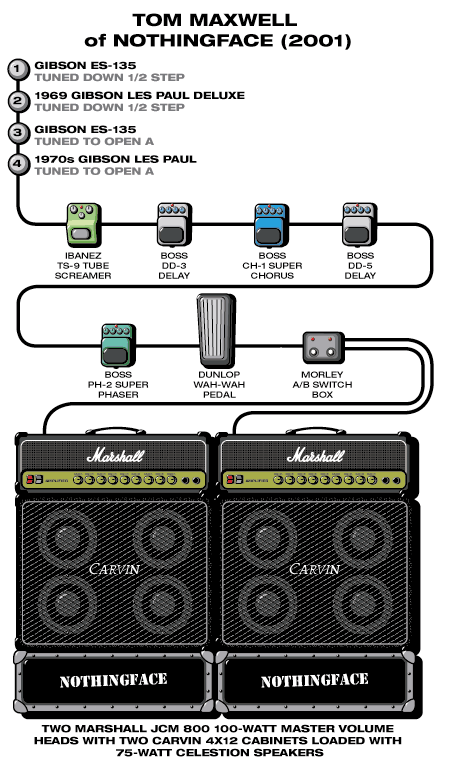 TOM MAXWELL
of NOTHINGFACE (2001)
1 GIBSON ES-135
TUNED DOWN 1/2 STEP
2 1969 GIBSON LES PAUL DELUXE
TUNED DOWN 1/2 STEP
3 GIBSON ES-135
TUNED TO OPEN A
4 1970s GIBSON LES PAUL
TUNED TO OPEN A
IBANEZ
TS-9 TUBE
SCREAMER
BOSS
DD-3
DELAY
BOSS
CH-1 SUPER
CHORUS
BOSS
DD-5
DELAY
BOSS
PH-2 SUPER
PHASER
DUNLOP
WAH-WAH
PEDAL
MORLEY
A/B SWITCH
BOX
Marshall
AMPLIFIER
Marshall
AMPLIFIER
CARVIN
CARVIN
NOTHINGFACE
NOTHINGFACE
TWO MARSHALL JCM 800 100-WATT MASTER VOLUME
HEADS WITH TWO CARVIN 4X12 CABINETS LOADED WITH
75-WATT CELESTION SPEAKERS